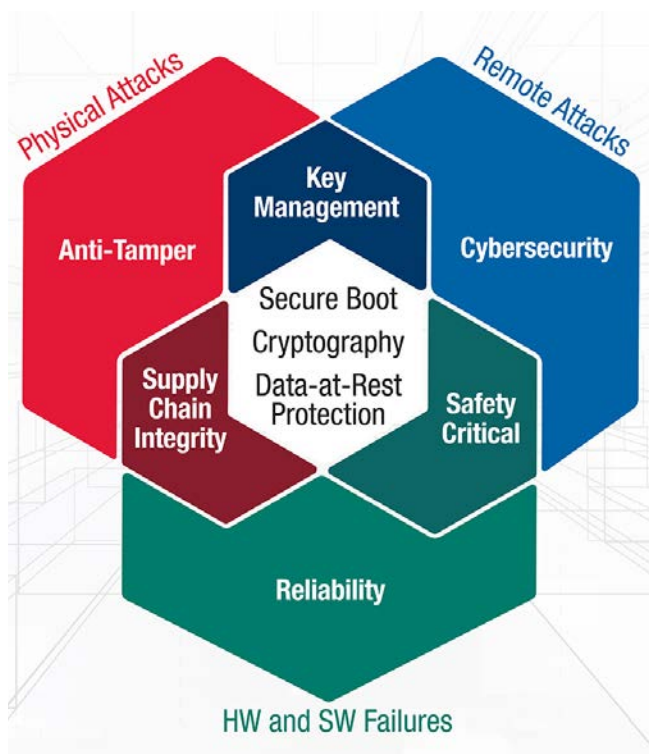 Physical Attacks
Remote Attacks
Key
Management
Anti-Tamper
Cybersecurity
Secure Boot
Cryptography
Data-at-Rest
Protection
Supply
Chain
Integrity
Safety
Critical
Reliability
HW and SW Failures